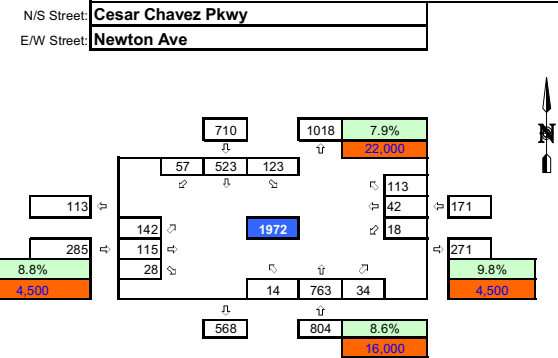 N/S Street: Cesar Chavez Pkwy
E/W Street: Newton Ave
N
710 1018 7.9%
⇩ ⇧ 22,000
57 523 123
⬃ ⇩ ⬂
⬁ 113
113 ⇦ ⇦ 42 ⇦ 171
142 ⬀ 1972 ⬃ 18
285 ⇨ 115 ⇨ ⇨ 271
8.8% 28 ⬂ ⬁ ⇧ ⬀ 9.8%
4,500 14 763 34 4,500
⇩ ⇧
568 804 8.6%
16,000